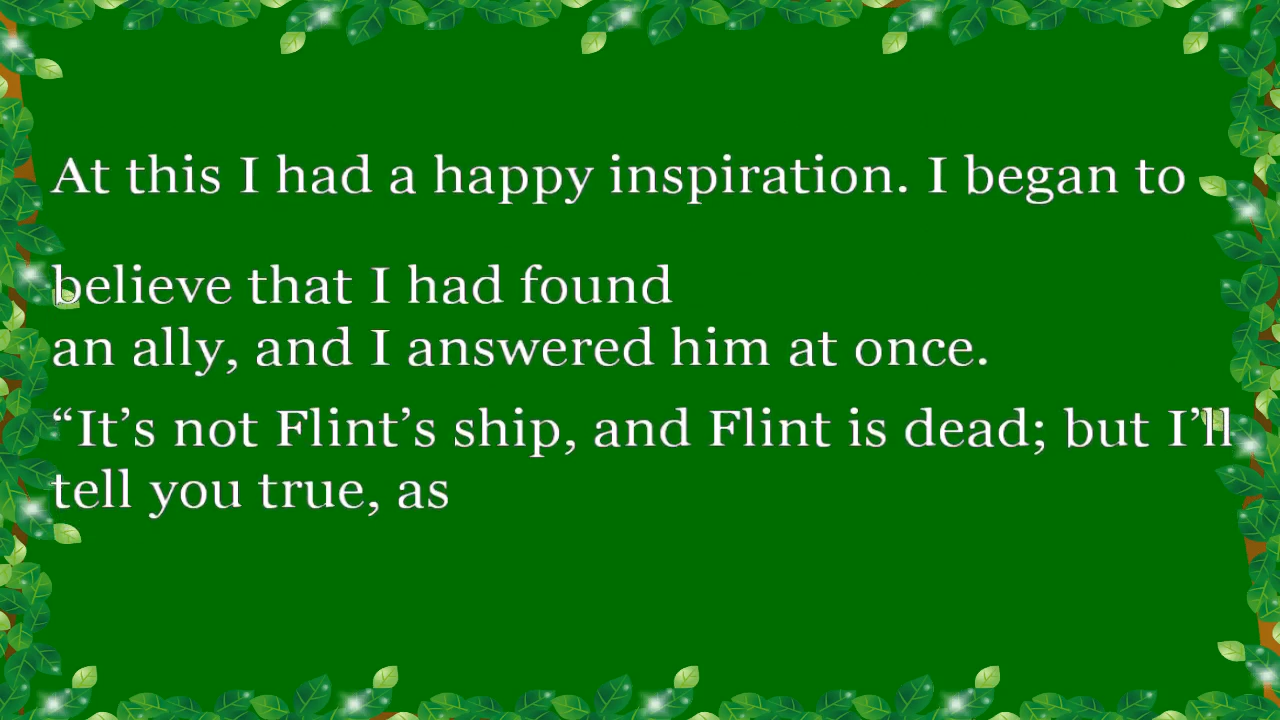 At this I had a happy inspiration. I began to
believe that I had found
an ally, and I answered him at once.
“It’s not Flint’s ship, and Flint is dead; but I’ll
tell you true, as